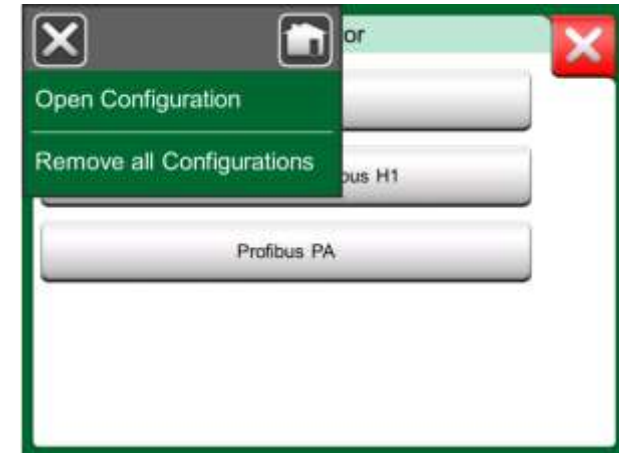 or
Open Configuration
Remove all Configurations
bus H1
Profibus PA